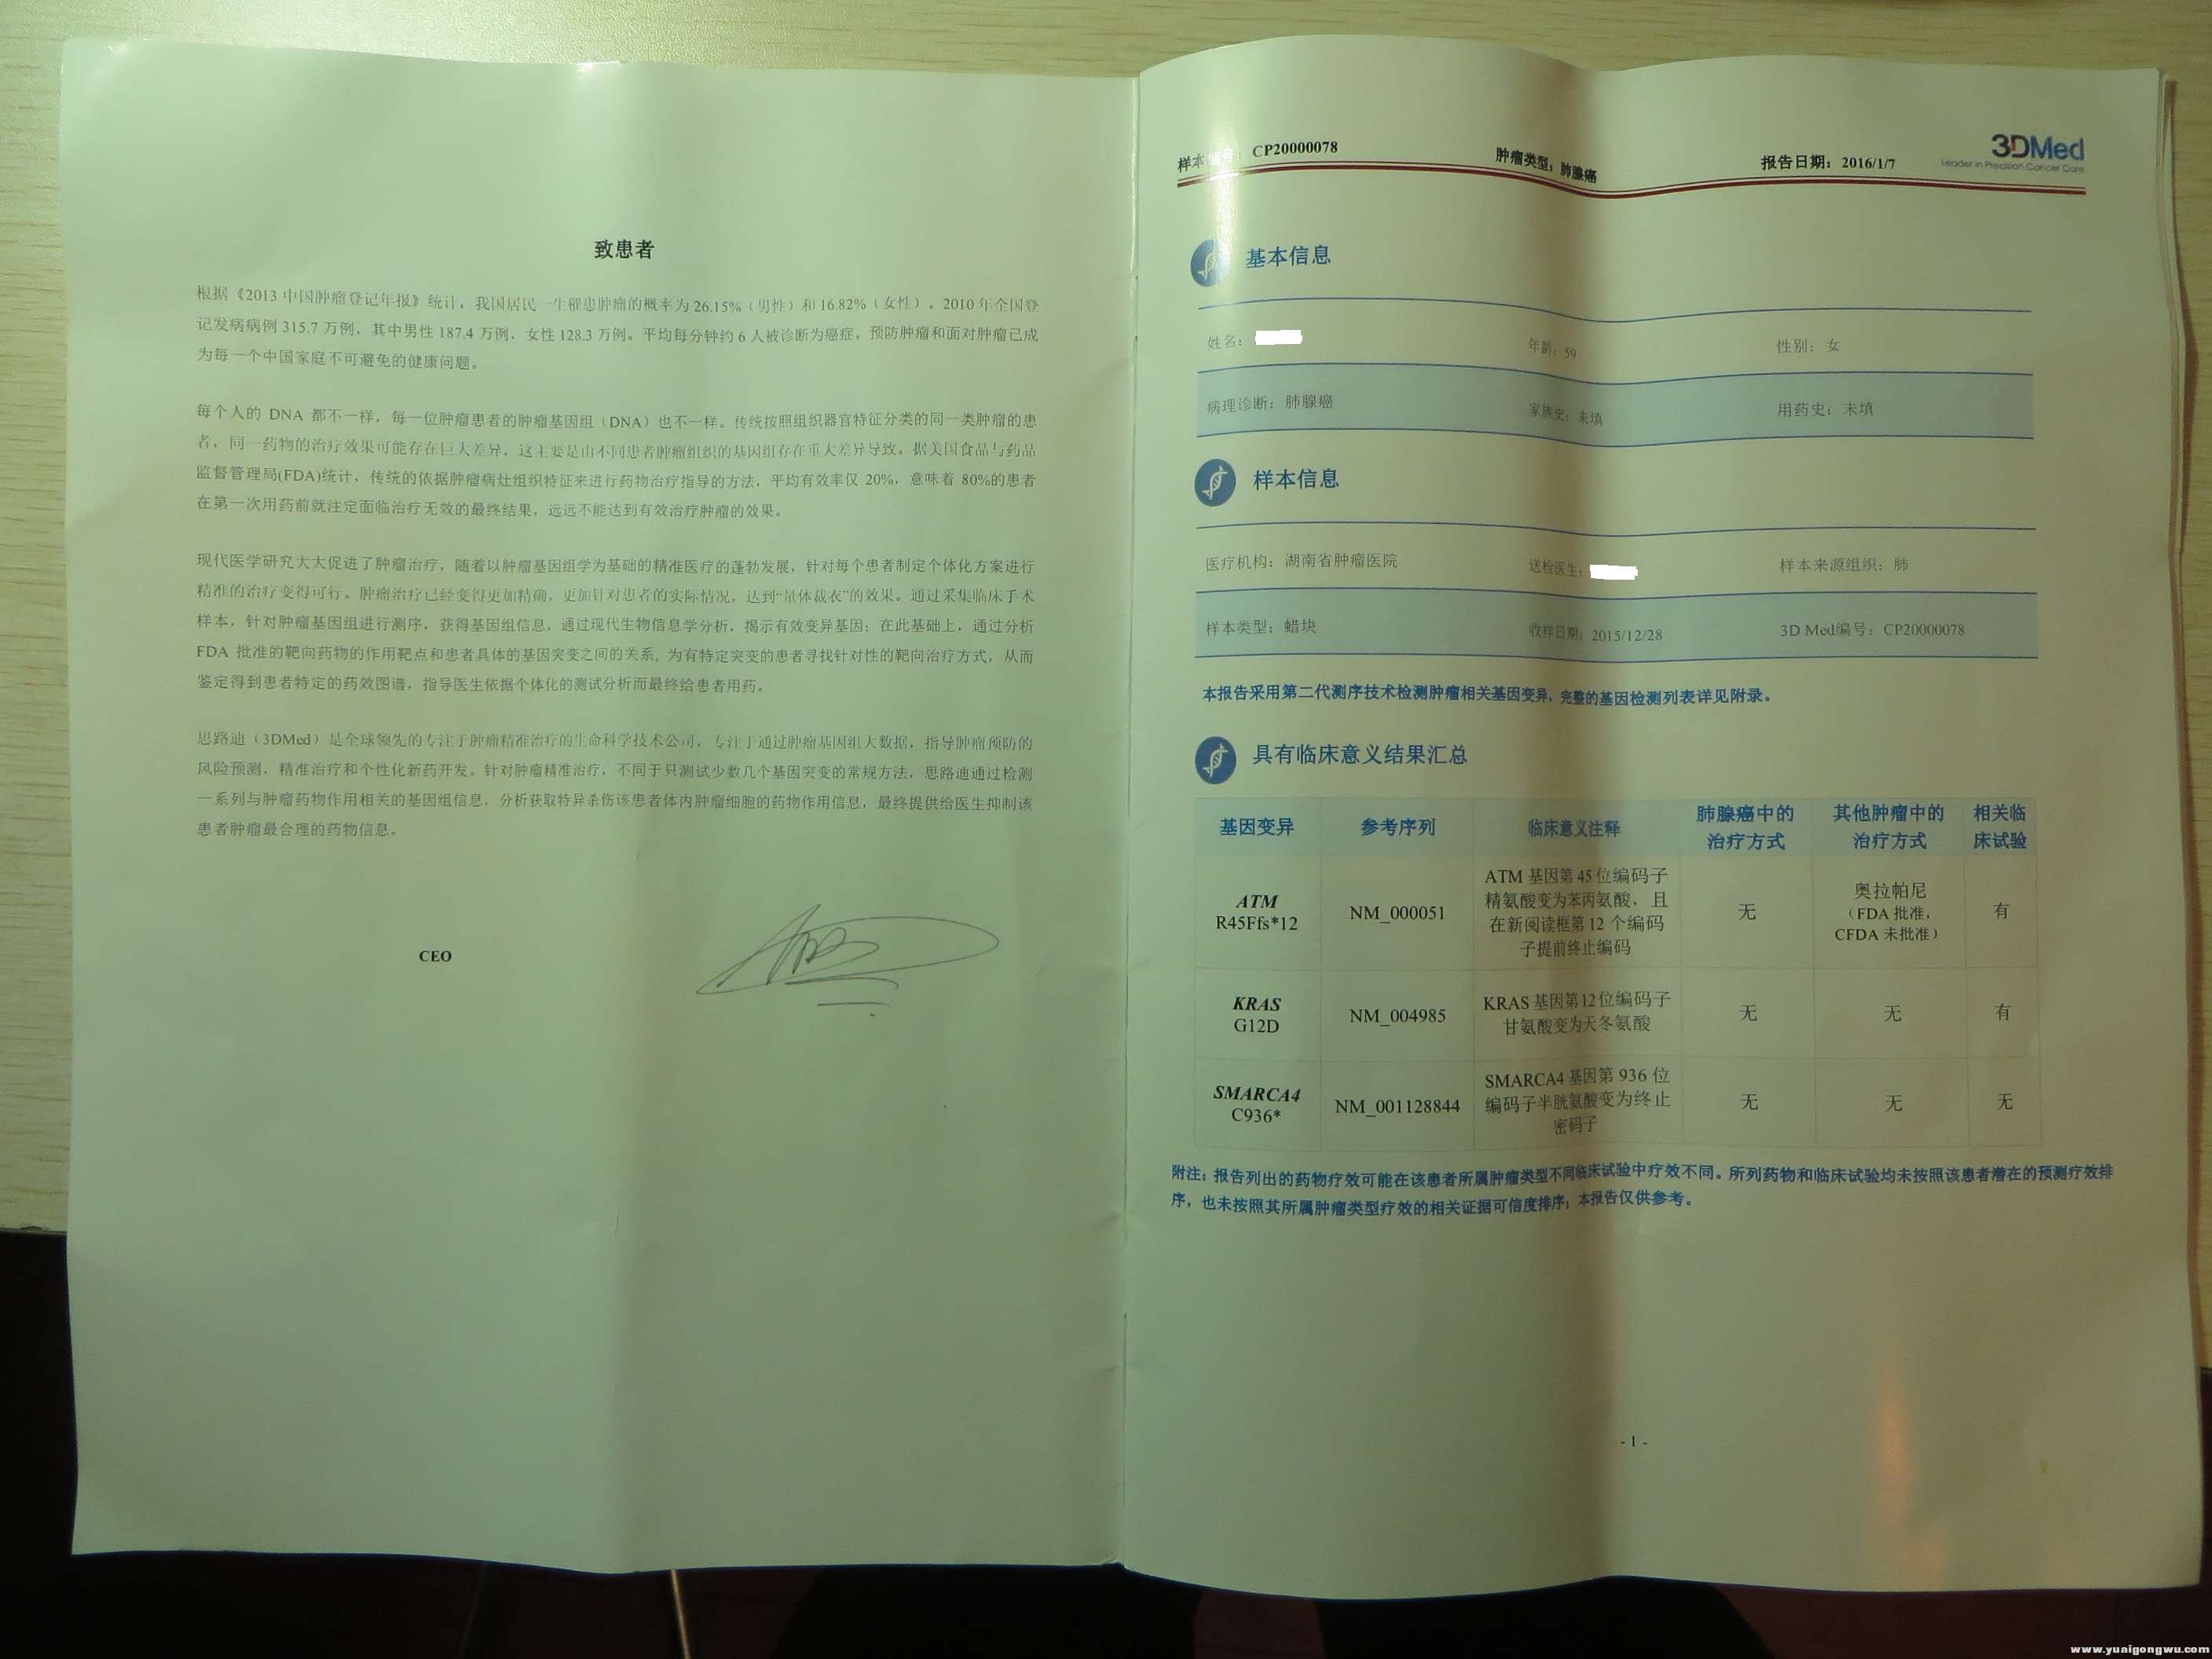 致患者
根据《2013 中国肿瘤登记年报》统计，我国居民一生罹患肿瘤的概率为 26.15%（男性）和 16.82%（女性）。2010 年全国登
记发病病例 315.7 万例，其中男性 187.4 万例，女性 128.3 万例。平均每分钟约 6 人被诊断为癌症。预防肿瘤和面对肿瘤已成
为每一个中国家庭不可避免的健康问题。
每个人的 DNA 都不一样，每一位肿瘤患者的肿瘤基因组（DNA）也不一样。传统按照组织器官特征分类的同一类肿瘤的患
者，同一药物的治疗效果可能存在巨大差异，这主要是由不同患者肿瘤组织的基因组存在重大差异导致。据美国食品与药品
监督管理局(FDA)统计，传统的依据肿瘤病灶组织特征来进行药物治疗指导的方法，平均有效率仅 20%，意味着 80%的患者
在第一次用药前就注定面临治疗无效的最终结果，远远不能达到有效治疗肿瘤的效果。
现代医学研究大大促进了肿瘤治疗，随着以肿瘤基因组学为基础的精准医疗的蓬勃发展，针对每个患者制定个体化方案进行
精准的治疗变得可行。肿瘤治疗已经变得更加精确，更加针对患者的实际情况，达到“量体裁衣”的效果。通过采集临床手术
样本，针对肿瘤基因组进行测序，获得基因组信息，通过现代生物信息学分析，揭示有效变异基因；在此基础上，通过分析
FDA 批准的靶向药物的作用靶点和患者具体的基因突变之间的关系, 为有特定突变的患者寻找针对性的靶向治疗方式，从而
鉴定得到患者特定的药效图谱，指导医生依据个体化的测试分析而最终给患者用药。
思路迪（3DMed）是全球领先的专注于肿瘤精准治疗的生命科学技术公司，专注于通过肿瘤基因组大数据，指导肿瘤预防的
风险预测，精准治疗和个性化新药开发。针对肿瘤精准治疗，不同于只测试少数几个基因突变的常规方法，思路迪通过检测
一系列与肿瘤药物作用相关的基因组信息，分析获取特异杀伤该患者体内肿瘤细胞的药物作用信息，最终提供给医生抑制该
患者肿瘤最合理的药物信息。
CEO
样本 CP20000078 肿瘤类型：肺腺癌 报告日期：2016/1/7 3DMed
Leader in Precision Cancer Care
基本信息
姓名： 年龄：59 性别：女
病理诊断：肺腺癌 家族史：未填 用药史：未填
样本信息
医疗机构：湖南省肿瘤医院 送检医生： 样本来源组织：肺
样本类型：蜡块 收样日期：2015/12/28 3D Med编号：CP20000078
本报告采用第二代测序技术检测肿瘤相关基因变异，完整的基因检测列表详见附录。
具有临床意义结果汇总
基因变异 参考序列 临床意义注释 肺腺癌中的治疗方式 其他肿瘤中的治疗方式 相关临床试验
ATM R45Ffs*12 NM_000051 ATM 基因第 45 位编码子精氨酸变为苯丙氨酸，且在新阅读框第 12 个编码子提前终止编码 无 奥拉帕尼（FDA 批准，CFDA 未批准） 有
KRAS G12D NM_004985 KRAS 基因第12位编码子甘氨酸变为天冬氨酸 无 无 有
SMARCA4 C936* NM_001128844 SMARCA4 基因第 936 位编码子半胱氨酸变为终止密码子 无 无 无
附注：报告列出的药物疗效可能在该患者所属肿瘤类型不同临床试验中疗效不同。所列药物和临床试验均未按照该患者潜在的预测疗效排
序，也未按照其所属肿瘤类型疗效的相关证据可信度排序；本报告仅供参考。
- 1 -
www.yuaigongwu.com